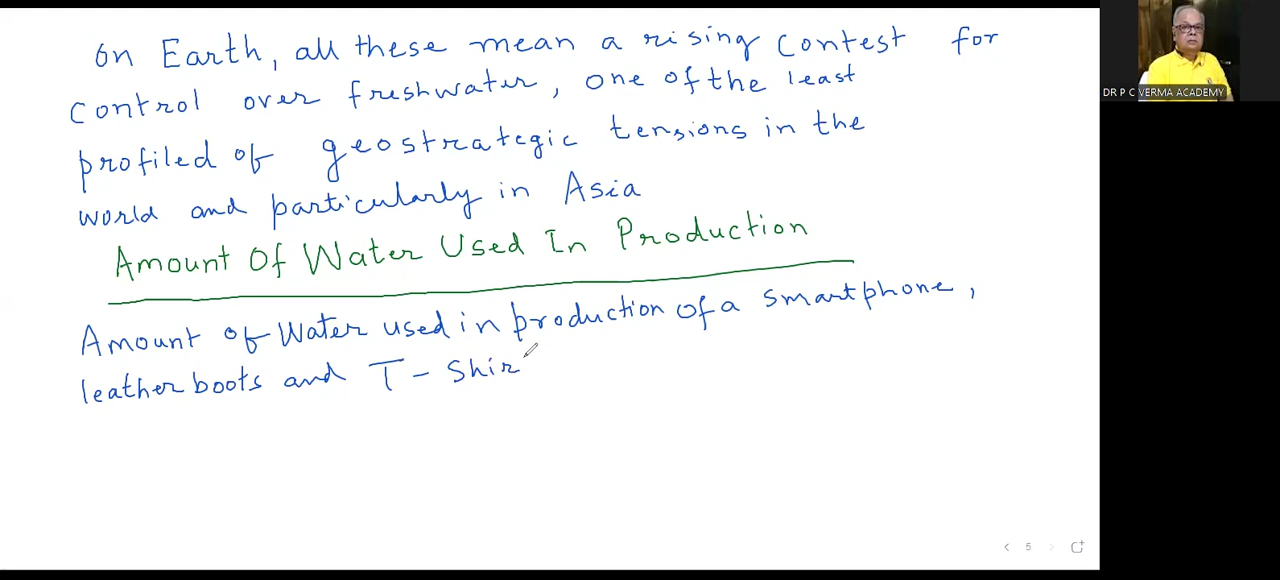 On Earth, all these mean a rising contest for
control over freshwater, one of the least
profiled of geostrategic tensions in the
world and particularly in Asia
Amount Of Water Used In Production
Amount of Water used in production of a smartphone,
leather boots and T-Shir
DR P C VERMA ACADEMY
5